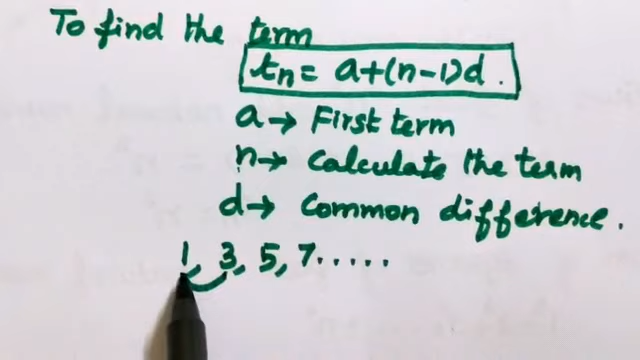 To find the term
tn = a+(n-1)d.
a→ First term
n→ Calculate the term
d→ Common difference.
1, 3, 5, 7.....